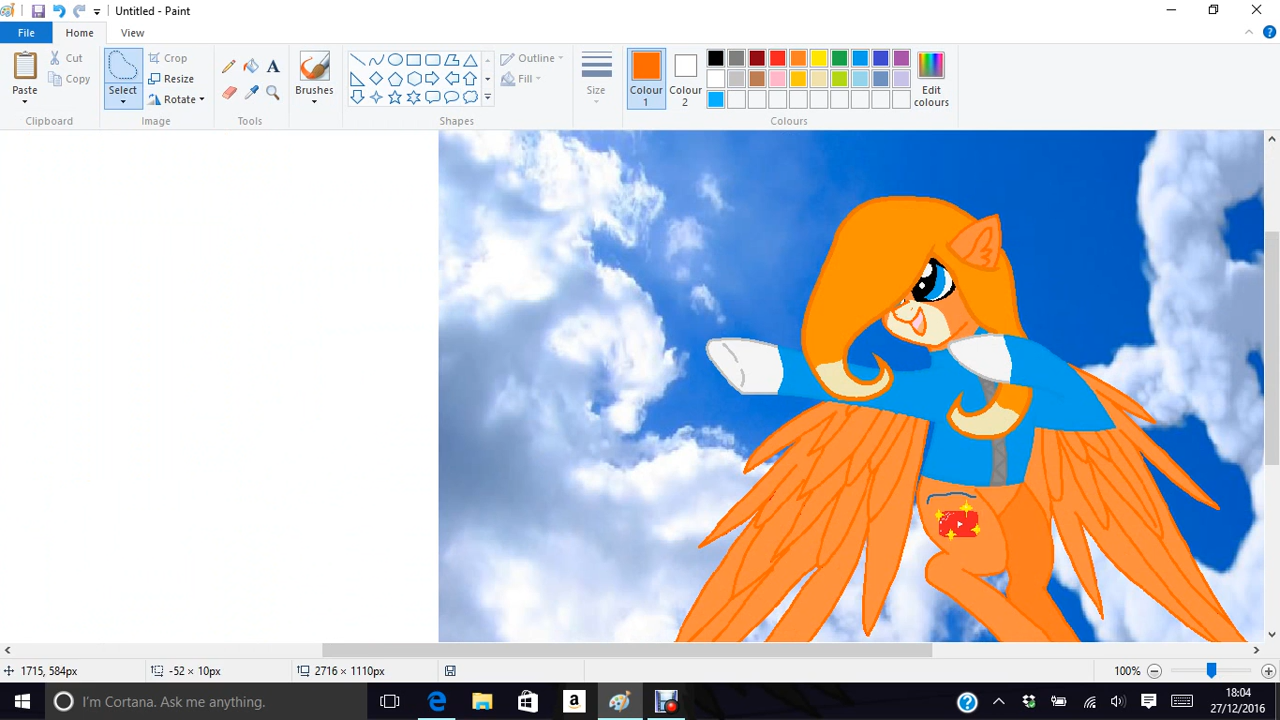 Untitled - Paint
File Home View
Paste Cut Copy
Clipboard
Select Crop Resize Rotate
Image
A
Tools
Brushes
Outline Fill
Shapes
Size
Colour 1
Colour 2
Edit colours
Colours
1715, 584px
-52 × 10px
2716 × 1110px
100%
I'm Cortana. Ask me anything.
a
18:04
27/12/2016